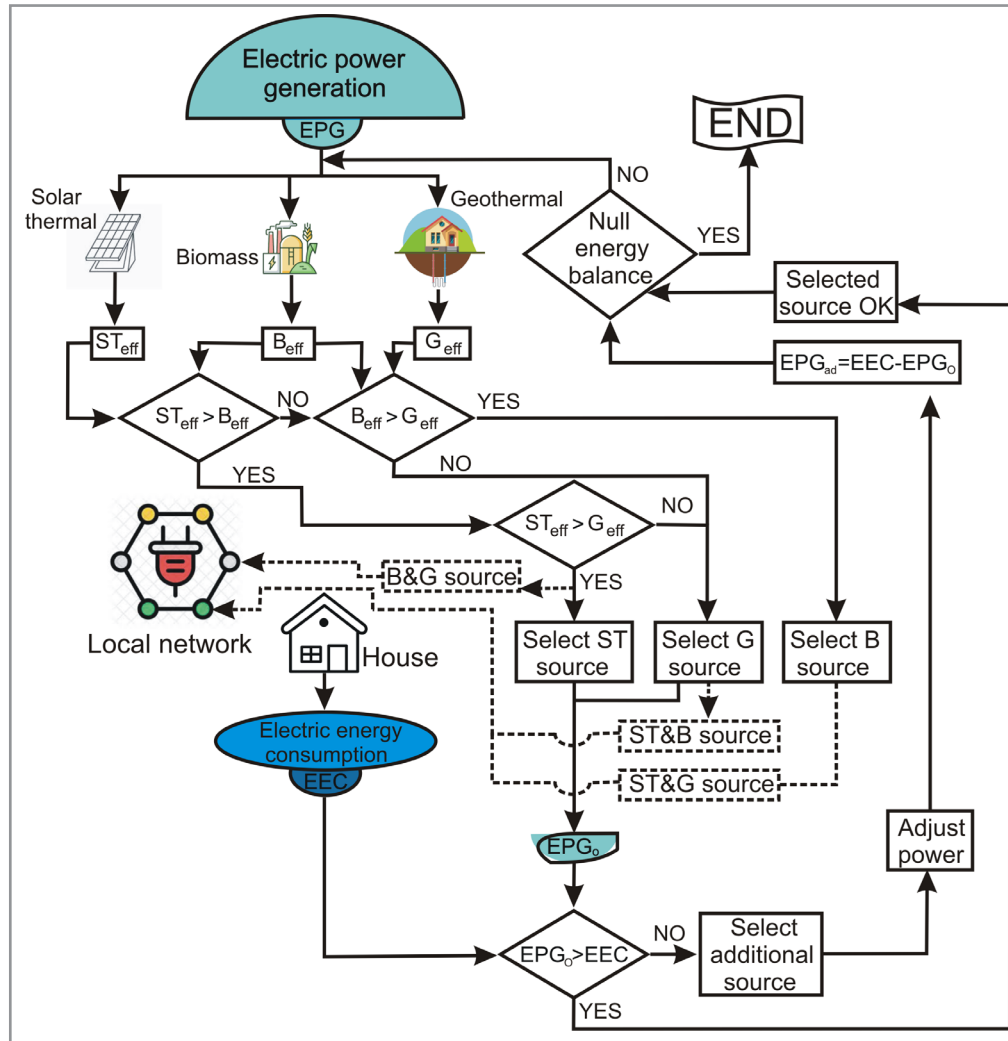 Electric power
generation
EPG
END
NO
Solar
thermal
Geothermal
Biomass
Null
energy
balance
YES
Selected
source OK
STeff
Beff
Geff
EPGad=EEC-EPGO
STeff > Beff
NO
Beff > Geff
YES
YES
NO
STeff > Geff
NO
B&G source
YES
Local network
House
Select ST
source
Select G
source
Select B
source
Electric energy
consumption
EEC
ST&B source
ST&G source
EPGo
Adjust
power
EPGo>EEC
NO
Select
additional
source
YES